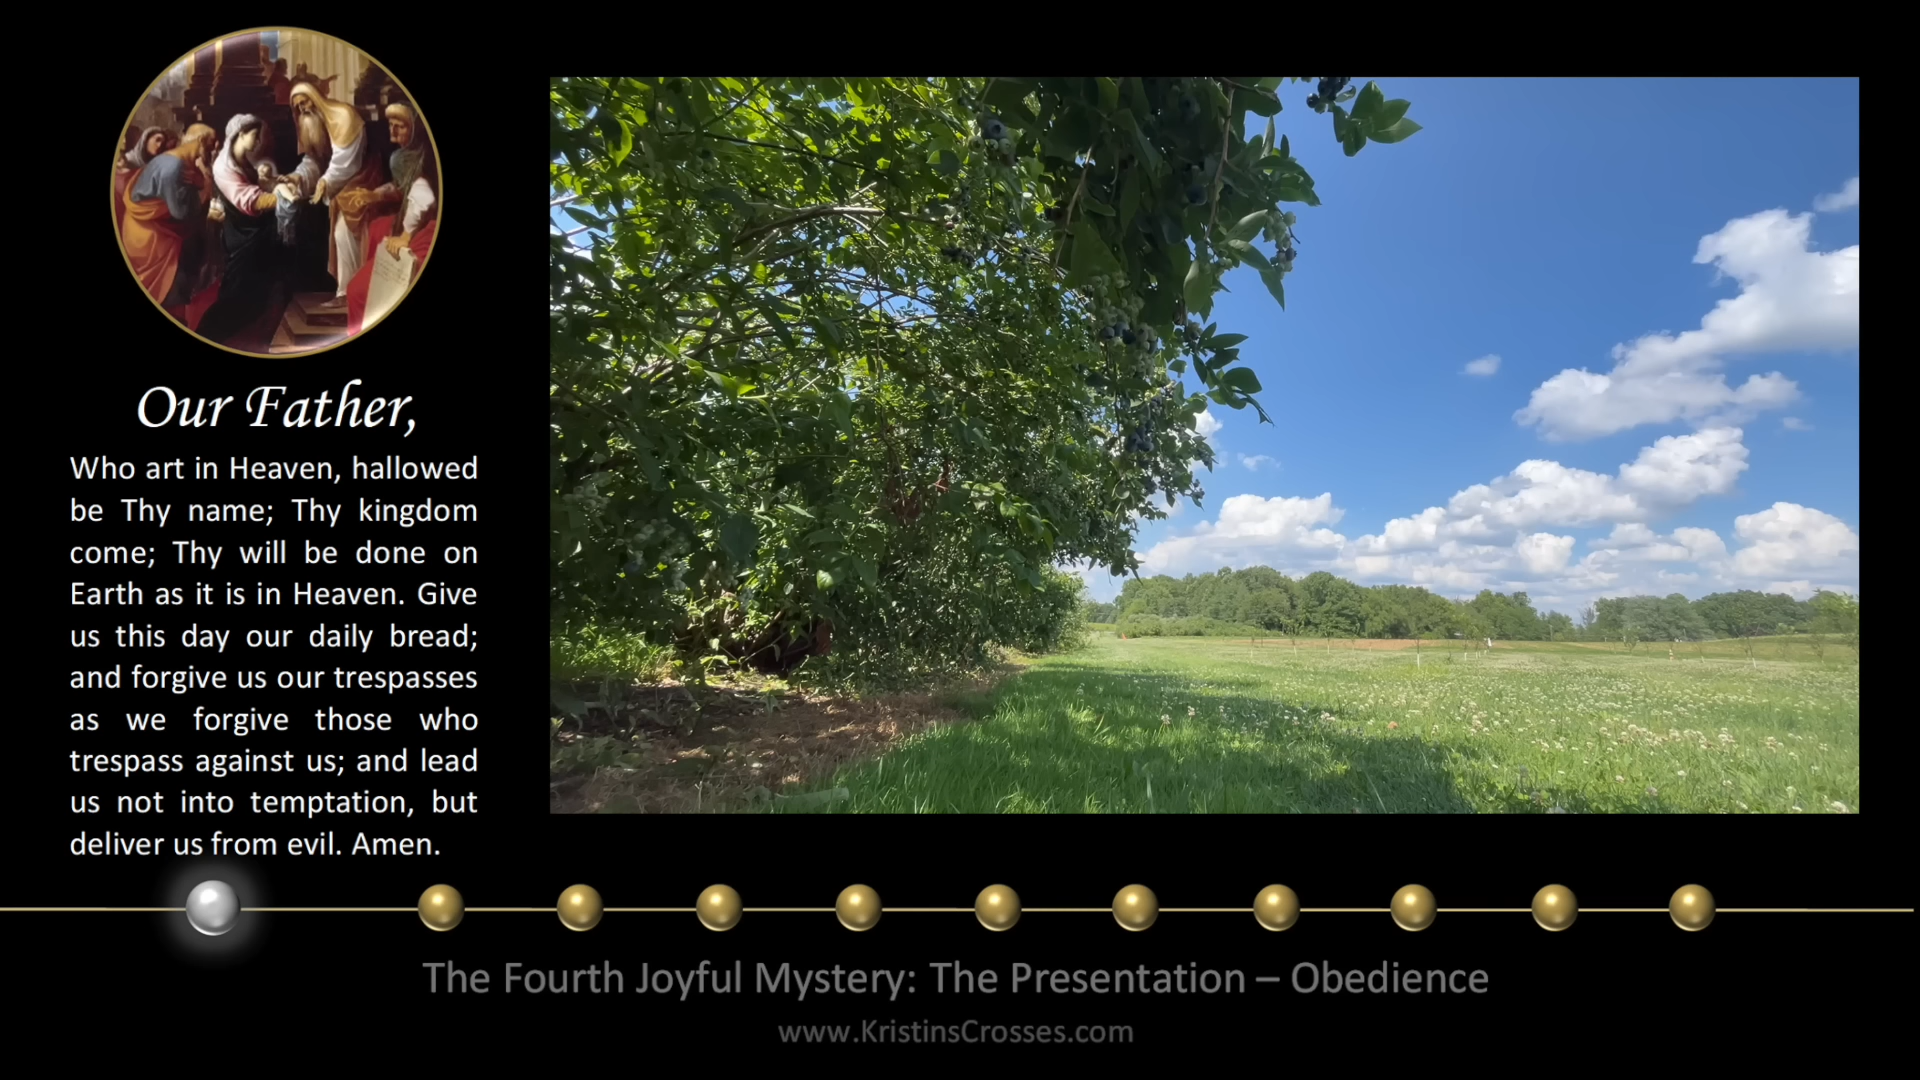 Our Father,
Who art in Heaven, hallowed
be Thy name; Thy kingdom
come; Thy will be done on
Earth as it is in Heaven. Give
us this day our daily bread;
and forgive us our trespasses
as we forgive those who
trespass against us; and lead
us not into temptation, but
deliver us from evil. Amen.
The Fourth Joyful Mystery: The Presentation – Obedience
www.KristinsCrosses.com